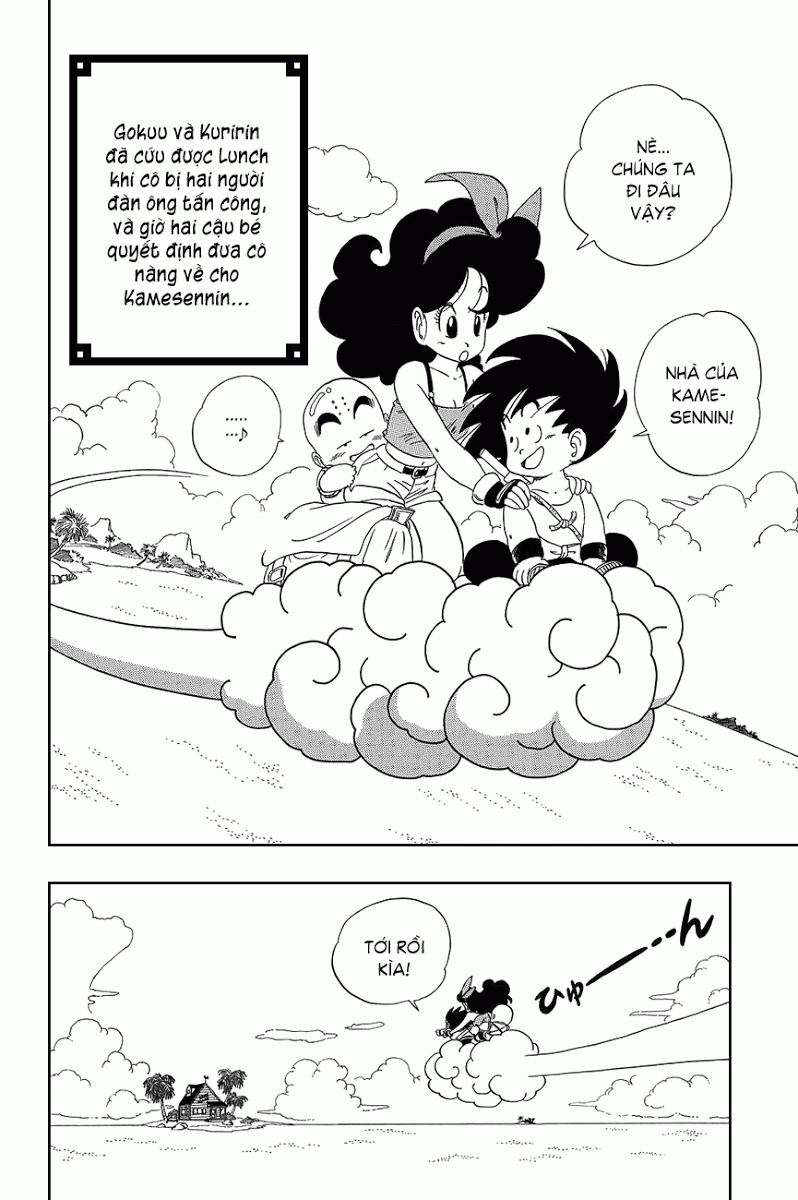 Gokuu và Kuririn
đã cứu được Lunch
khi cô bị hai người
đàn ông tấn công,
và giờ hai cậu bé
quyết định đưa cô
nàng về cho
Kamesennin...
NÈ...
CHÚNG TA
ĐI ĐÂU
VẬY?
NHÀ CỦA
KAME-
SENNIN!
.....
...♪
TỚI RỒI
KÌA!
ひゅー…ん